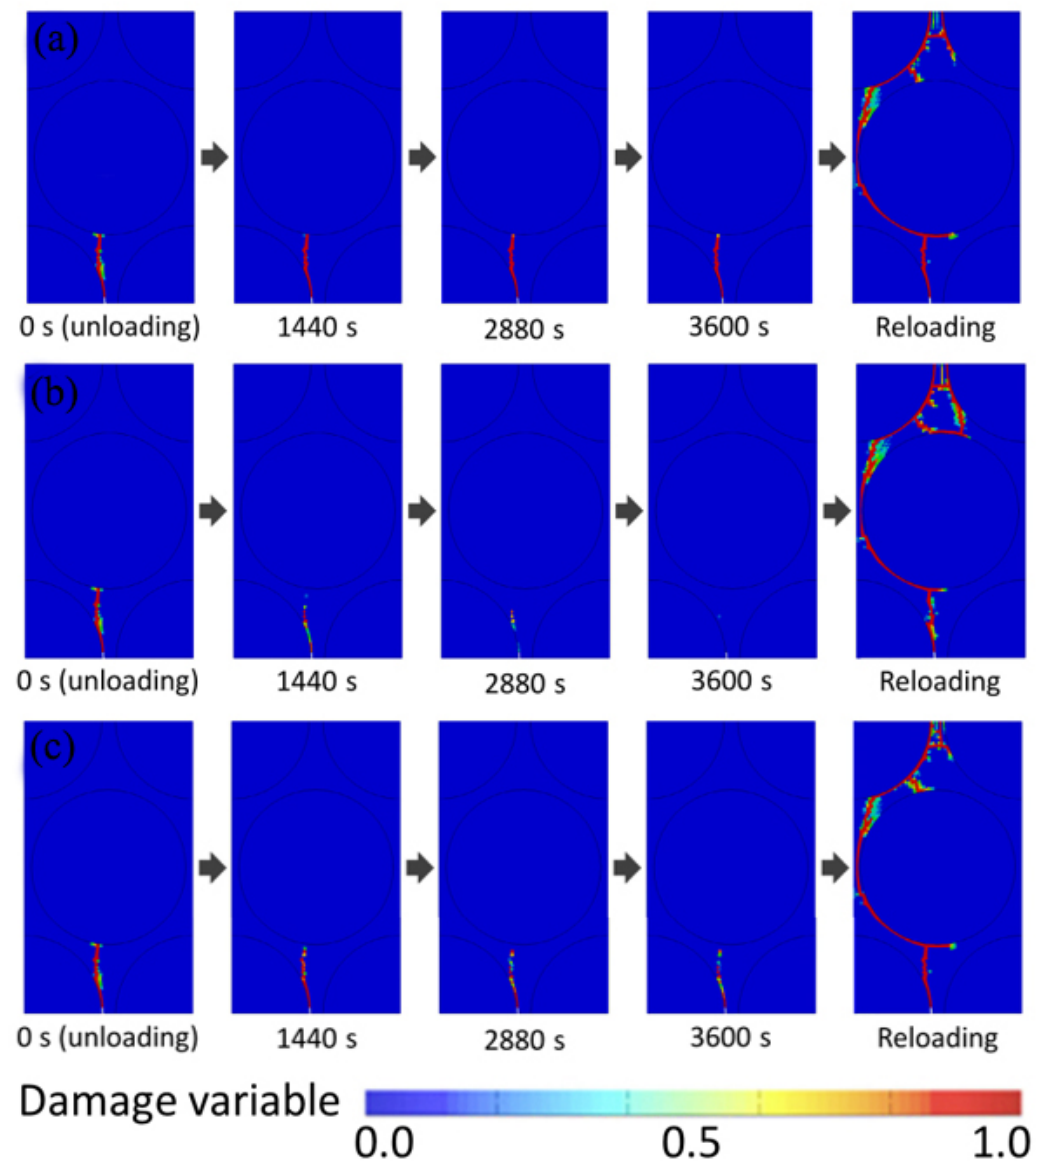 (a)
0 s (unloading) 1440 s 2880 s 3600 s Reloading
(b)
0 s (unloading) 1440 s 2880 s 3600 s Reloading
(c)
0 s (unloading) 1440 s 2880 s 3600 s Reloading
Damage variable
0.0 0.5 1.0